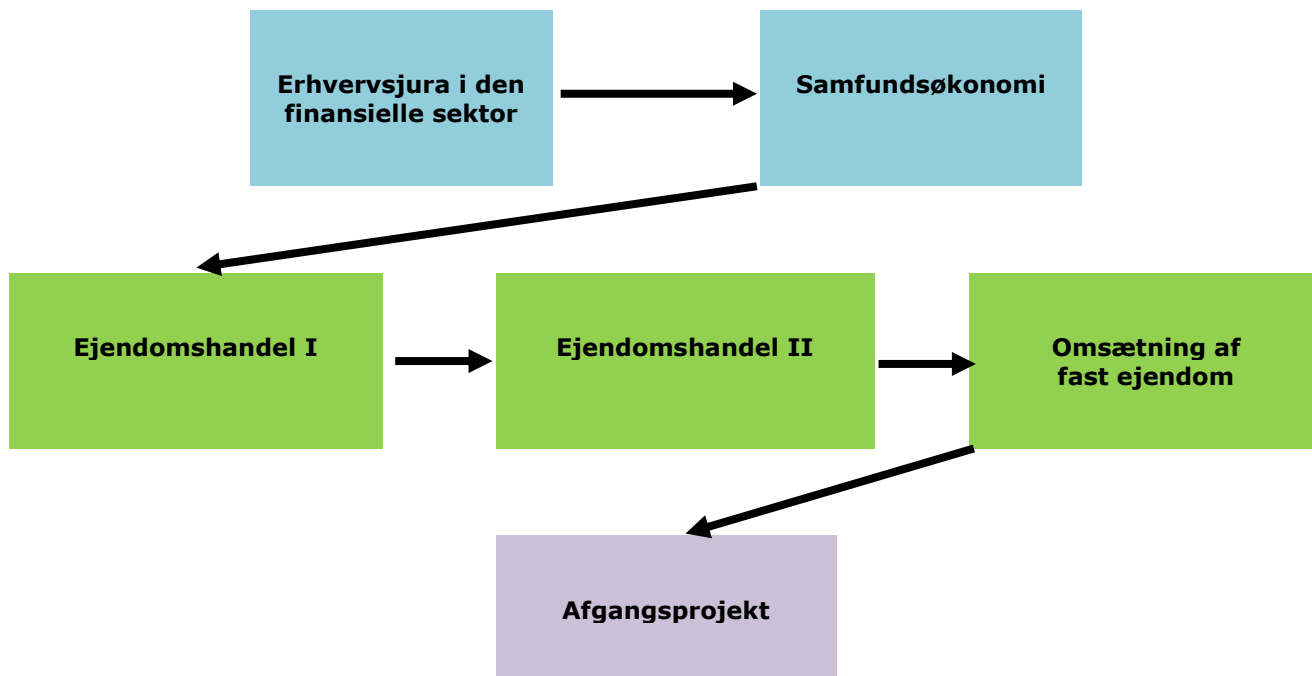 Erhvervsjura i den
finansielle sektor
Samfundsøkonomi
Ejendomshandel I
Ejendomshandel II
Omsætning af
fast ejendom
Afgangsprojekt